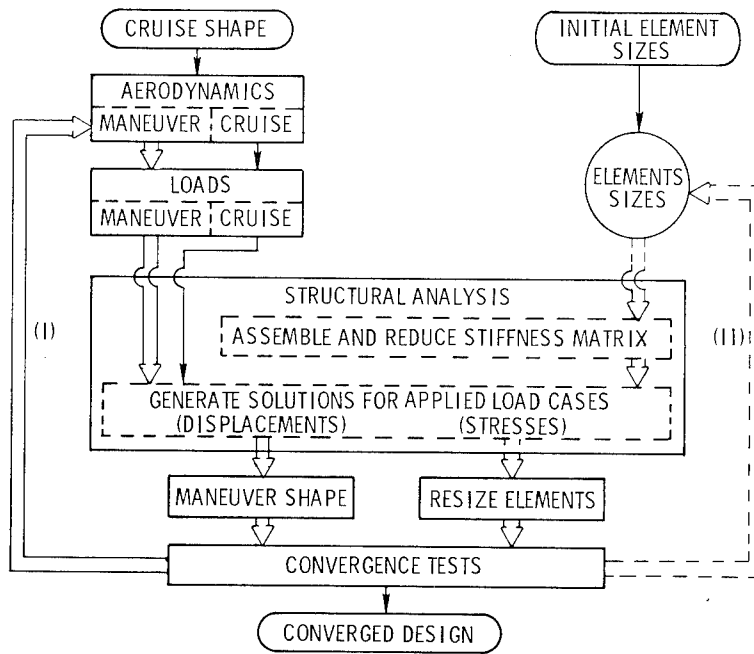 CRUISE SHAPE
INITIAL ELEMENT
SIZES
AERODYNAMICS
MANEUVER
CRUISE
LOADS
MANEUVER
CRUISE
ELEMENTS
SIZES
(I)
STRUCTURAL ANALYSIS
ASSEMBLE AND REDUCE STIFFNESS MATRIX
(II)
GENERATE SOLUTIONS FOR APPLIED LOAD CASES
(DISPLACEMENTS)
(STRESSES)
MANEUVER SHAPE
RESIZE ELEMENTS
CONVERGENCE TESTS
CONVERGED DESIGN